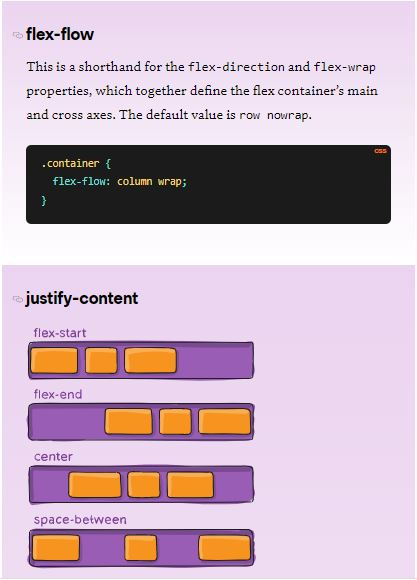 flex-flow
This is a shorthand for the flex-direction and flex-wrap
properties, which together define the flex container’s main
and cross axes. The default value is row nowrap.
css
.container {
flex-flow: column wrap;
}
justify-content
flex-start
flex-end
center
space-between